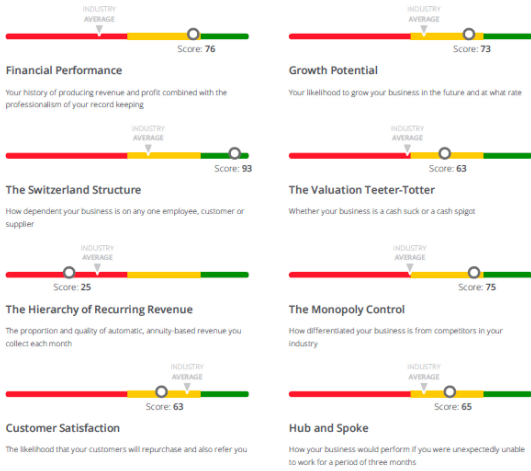 INDUSTRY
AVERAGE
Score: 76
Financial Performance
Your history of producing revenue and profit combined with the
professionalism of your record keeping
INDUSTRY
AVERAGE
Score: 73
Growth Potential
Your likelihood to grow your business in the future and at what rate
INDUSTRY
AVERAGE
Score: 93
The Switzerland Structure
How dependent your business is on any one employee, customer or
supplier
INDUSTRY
AVERAGE
Score: 63
The Valuation Teeter-Totter
Whether your business is a cash suck or a cash spigot
INDUSTRY
AVERAGE
Score: 25
The Hierarchy of Recurring Revenue
The proportion and quality of automatic, annuity-based revenue you
collect each month
INDUSTRY
AVERAGE
Score: 75
The Monopoly Control
How differentiated your business is from competitors in your
industry
INDUSTRY
AVERAGE
Score: 63
Customer Satisfaction
The likelihood that your customers will repurchase and also refer you
INDUSTRY
AVERAGE
Score: 65
Hub and Spoke
How your business would perform if you were unexpectedly unable
to work for a period of three months